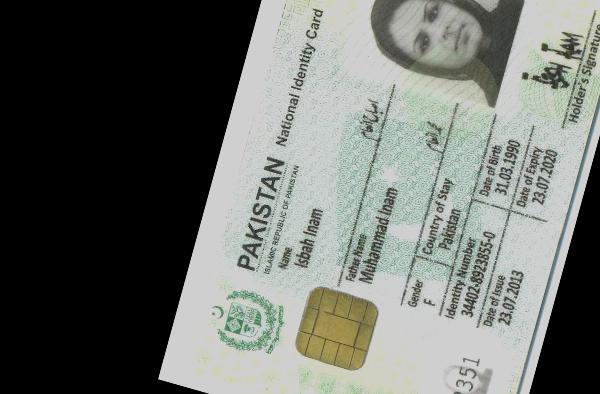 PAKISTAN National Identity Card
ISLAMIC REPUBLIC OF PAKISTAN
Name
Isbah Inam
Father Name
Muhammad Inam
Gender Country of Stay
F Pakistan
Identity Number Date of Birth
34402-8923855-0 31.03.1990
Date of Issue Date of Expiry
23.07.2013 23.07.2020
Holder's Signature
351